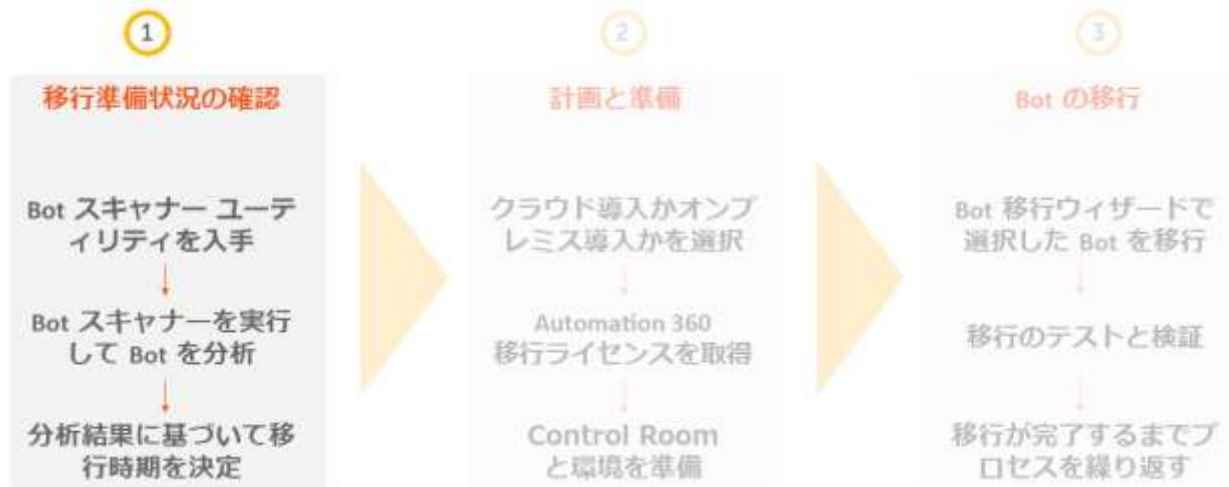 1
移行準備状況の確認
Bot スキャナー ユーテ
ィリティを入手
Bot スキャナーを実行
して Bot を分析
分析結果に基づいて移
行時期を決定
2
計画と準備
クラウド導入かオンプ
レミス導入かを選択
Automation 360
移行ライセンスを取得
Control Room
と環境を準備
3
Bot の移行
Bot 移行ウィザードで
選択した Bot を移行
移行のテストと検証
移行が完了するまでプ
ロセスを繰り返す